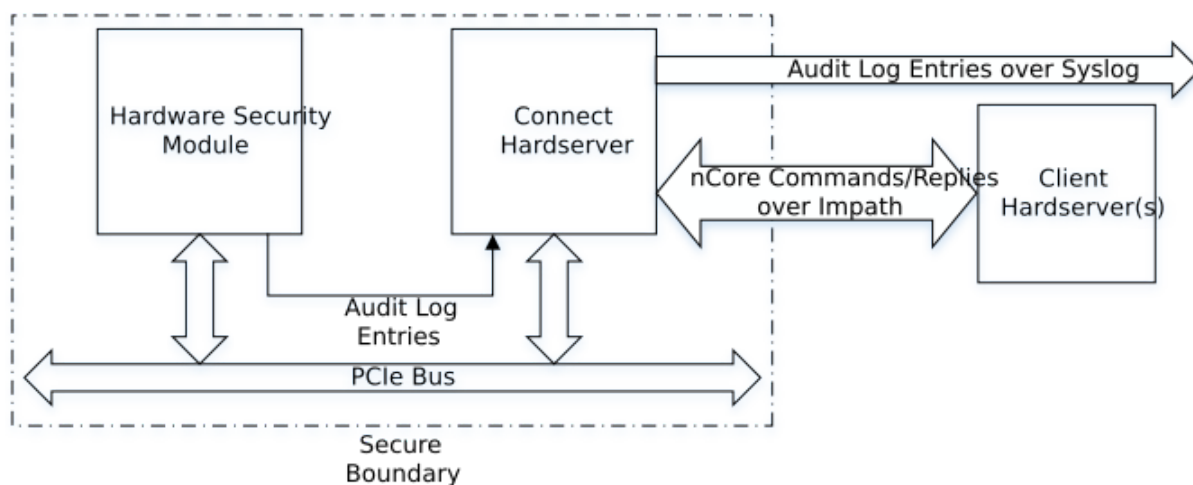 Hardware Security
Module
Connect
Hardserver
Audit Log Entries over Syslog
nCore Commands/Replies
over Impath
Client
Hardserver(s)
Audit Log
Entries
PCIe Bus
Secure
Boundary